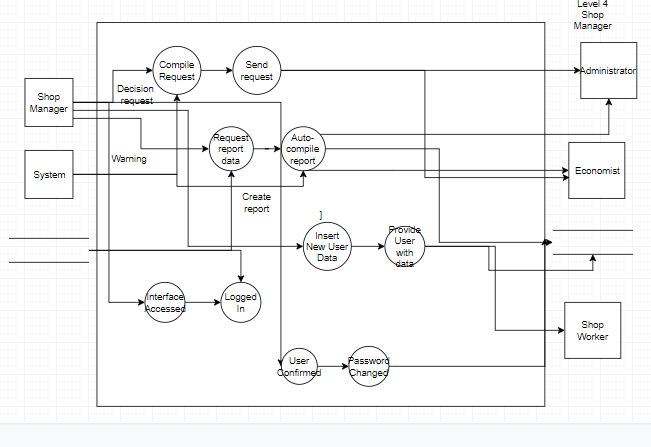 Level 4
Shop
Manager
Compile
Request
Send
request
Administrator
Shop
Manager
Decision
request
Request
report
data
Auto-
compile
report
Warning
System
Economist
Create
report
]
Insert
New User
Data
Provide
User
with
data
Interface
Accessed
Logged
In
Shop
Worker
User
Confirmed
Password
Changed